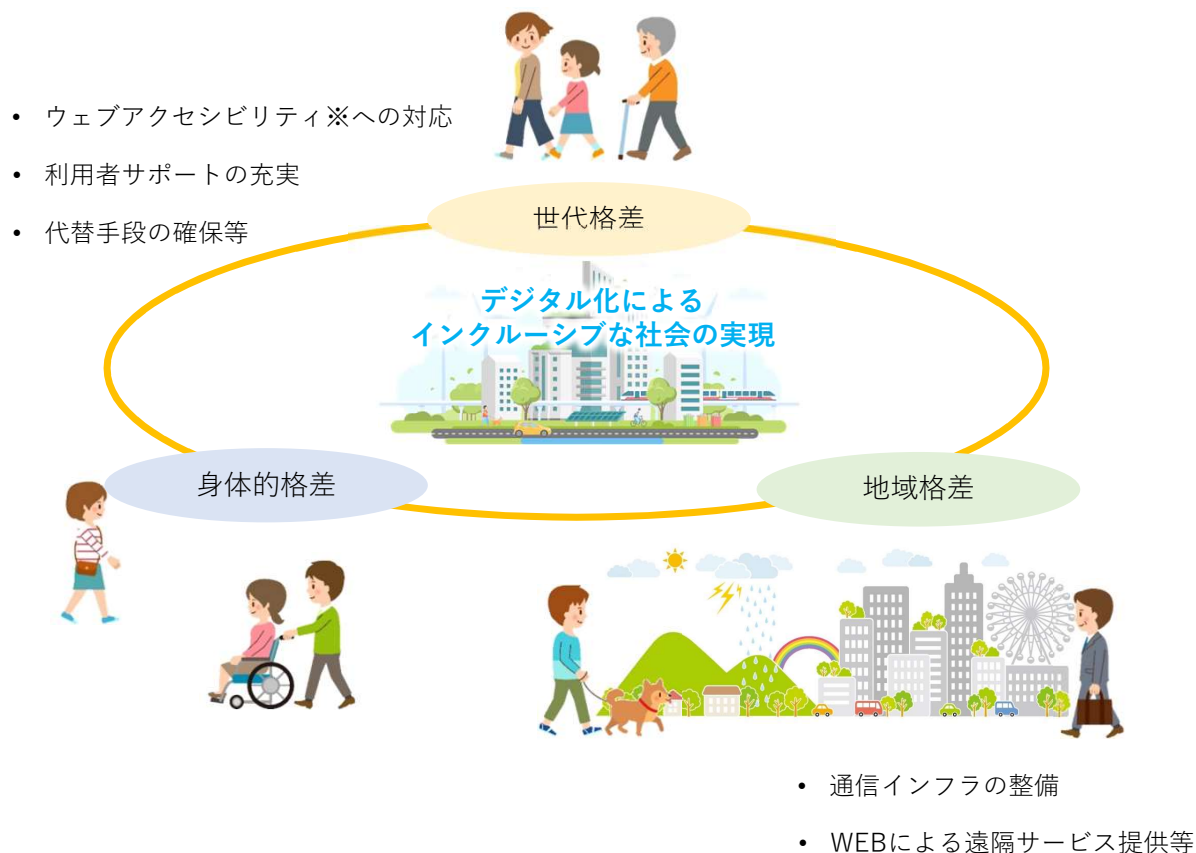 • ウェブアクセシビリティ※への対応
• 利用者サポートの充実
• 代替手段の確保等
世代格差
デジタル化による
インクルーシブな社会の実現
身体的格差
地域格差
• 通信インフラの整備
• WEBによる遠隔サービス提供等